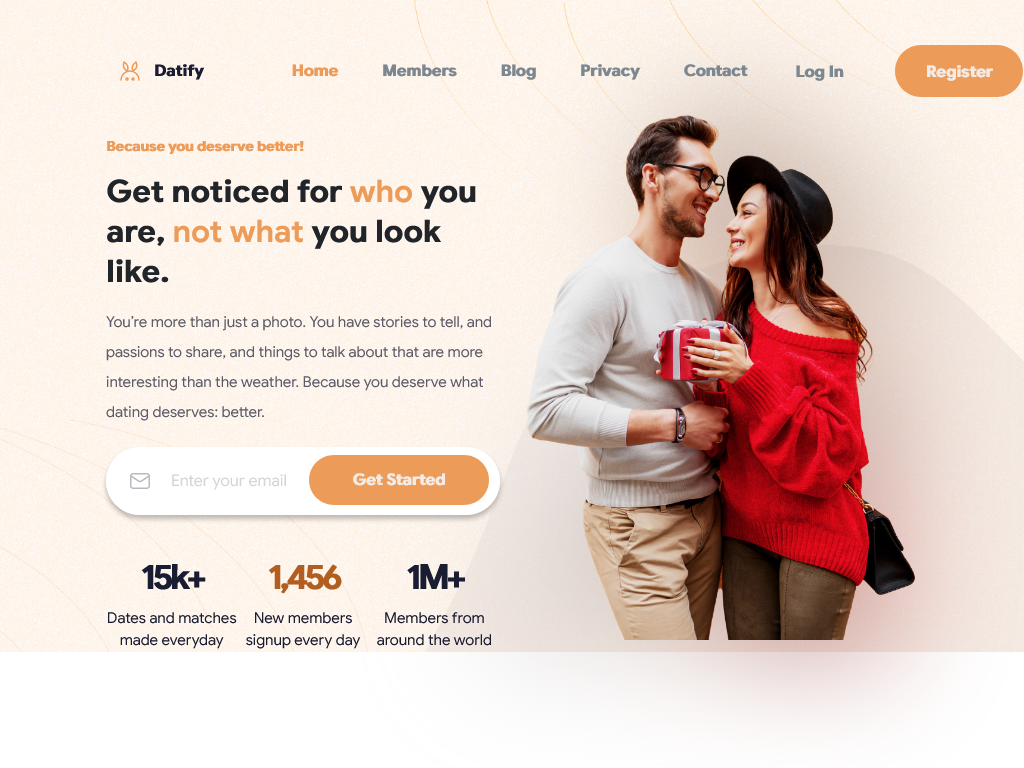 Datify
Home
Members
Blog
Privacy
Contact
Log In
Register
Because you deserve better!
Get noticed for who you
are, not what you look
like.
You’re more than just a photo. You have stories to tell, and
passions to share, and things to talk about that are more
interesting than the weather. Because you deserve what
dating deserves: better.
Enter your email
Get Started
15k+
Dates and matches
made everyday
1,456
New members
signup every day
1M+
Members from
around the world